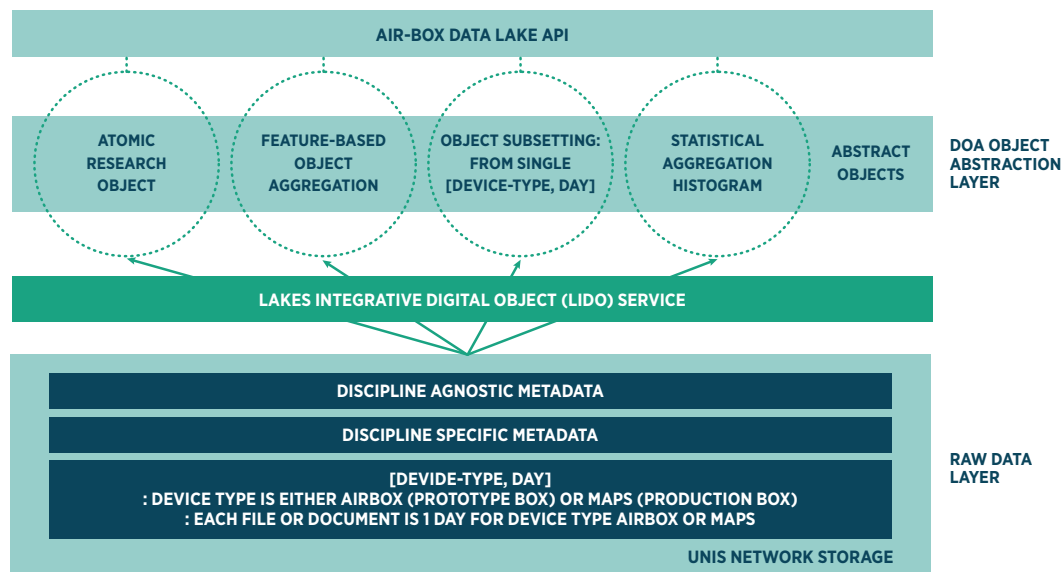 AIR-BOX DATA LAKE API
ATOMIC
RESEARCH
OBJECT
FEATURE-BASED
OBJECT
AGGREGATION
OBJECT SUBSETTING:
FROM SINGLE
[DEVICE-TYPE, DAY]
STATISTICAL
AGGREGATION
HISTOGRAM
ABSTRACT
OBJECTS
DOA OBJECT
ABSTRACTION
LAYER
LAKES INTEGRATIVE DIGITAL OBJECT (LIDO) SERVICE
DISCIPLINE AGNOSTIC METADATA
DISCIPLINE SPECIFIC METADATA
[DEVIDE-TYPE, DAY]
: DEVICE TYPE IS EITHER AIRBOX (PROTOTYPE BOX) OR MAPS (PRODUCTION BOX)
: EACH FILE OR DOCUMENT IS 1 DAY FOR DEVICE TYPE AIRBOX OR MAPS
RAW DATA
LAYER
UNIS NETWORK STORAGE